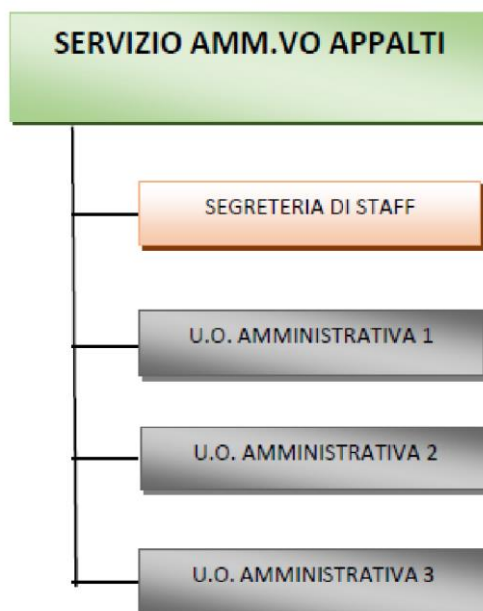 SERVIZIO AMM.VO APPALTI
SEGRETERIA DI STAFF
U.O. AMMINISTRATIVA 1
U.O. AMMINISTRATIVA 2
U.O. AMMINISTRATIVA 3